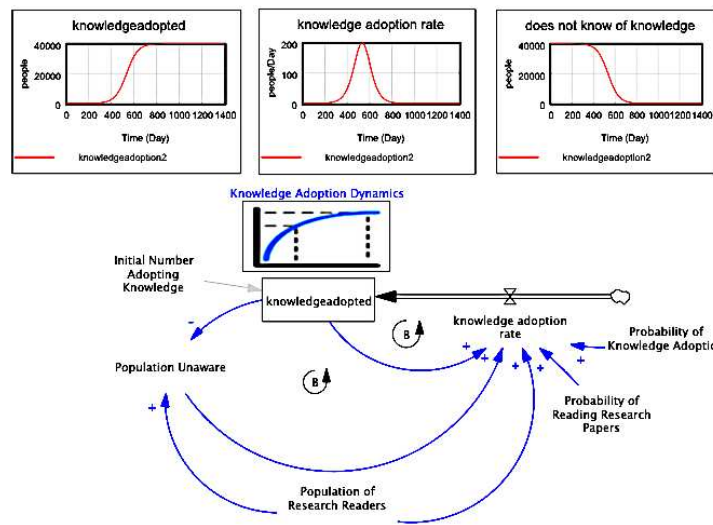 knowledgeadopted
40000
20000
0
people
0 200 400 600 800 1000 1200 1400
Time (Day)
knowledgeadoption2
knowledge adoption rate
200
100
0
people/Day
0 200 400 600 800 1000 1200 1400
Time (Day)
knowledgeadoption2
does not know of knowledge
40000
20000
0
people
0 200 400 600 800 1000 1200 1400
Time (Day)
knowledgeadoption2
Knowledge Adoption Dynamics
Initial Number
Adopting
Knowledge
knowledgeadopted
knowledge adoption
rate
Probability of
Knowledge Adoptio
B
B
-
+
+
+
+
+
+
+
Population Unaware
Probability of
Reading Research
Papers
Population of
Research Readers